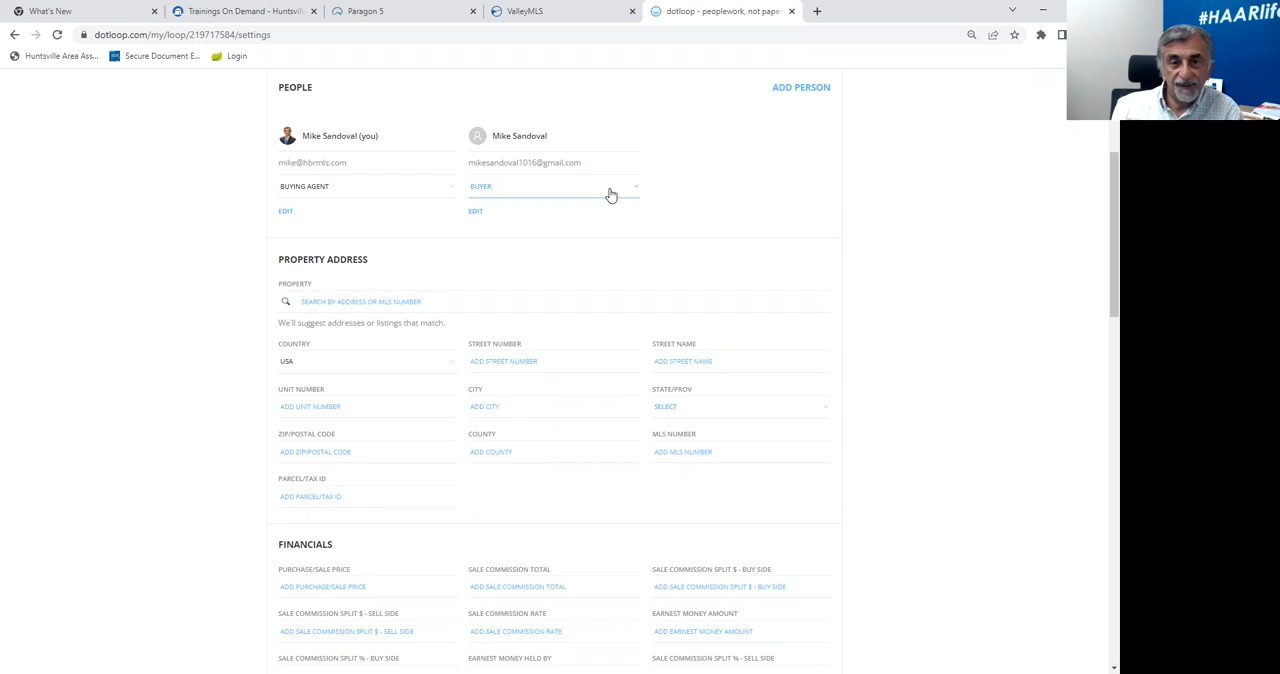 What's New
Trainings On Demand - Huntsvill
Paragon 5
ValleyMLS
dotloop - peoplework, not pape
dotloop.com/my/loop/219717584/settings
Huntsville Area Ass...
Secure Document E...
Login
#HAARlife
PEOPLE
ADD PERSON
Mike Sandoval (you)
Mike Sandoval
mike@hbrmls.com
mikesandoval1016@gmail.com
BUYING AGENT
BUYER
EDIT
EDIT
PROPERTY ADDRESS
PROPERTY
SEARCH BY ADDRESS OR MLS NUMBER
We'll suggest addresses or listings that match.
COUNTRY
STREET NUMBER
STREET NAME
USA
ADD STREET NUMBER
ADD STREET NAME
UNIT NUMBER
CITY
STATE/PROV
ADD UNIT NUMBER
ADD CITY
SELECT
ZIP/POSTAL CODE
COUNTY
MLS NUMBER
ADD ZIP/POSTAL CODE
ADD COUNTY
ADD MLS NUMBER
PARCEL/TAX ID
ADD PARCEL/TAX ID
FINANCIALS
PURCHASE/SALE PRICE
SALE COMMISSION TOTAL
SALE COMMISSION SPLIT $ - BUY SIDE
ADD PURCHASE/SALE PRICE
ADD SALE COMMISSION TOTAL
ADD SALE COMMISSION SPLIT $ - BUY SIDE
SALE COMMISSION SPLIT $ - SELL SIDE
SALE COMMISSION RATE
EARNEST MONEY AMOUNT
ADD SALE COMMISSION SPLIT $ - SELL SIDE
ADD SALE COMMISSION RATE
ADD EARNEST MONEY AMOUNT
SALE COMMISSION SPLIT % - BUY SIDE
EARNEST MONEY HELD BY
SALE COMMISSION SPLIT % - SELL SIDE